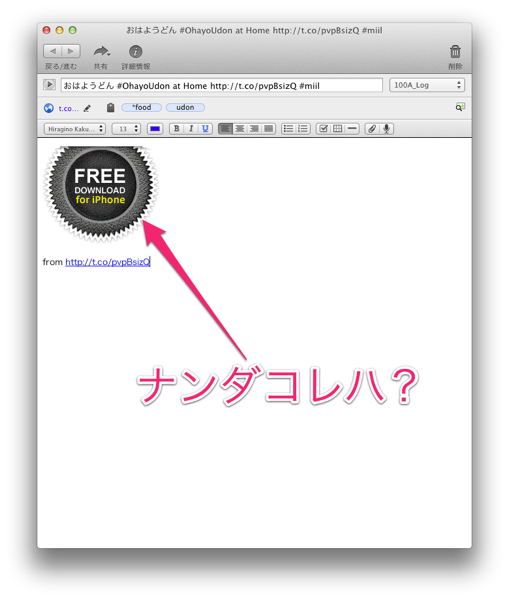 おはようどん #OhayoUdon at Home http://t.co/pvpBsizQ #miil
戻る/進む
共有
詳細情報
削除
おはようどん #OhayoUdon at Home http://t.co/pvpBsizQ #miil
100A_Log
t.co...
*food
udon
Hiragino Kaku...
13
B I U
FREE
DOWNLOAD
for iPhone
from http://t.co/pvpBsizQ
ナンダコレハ？